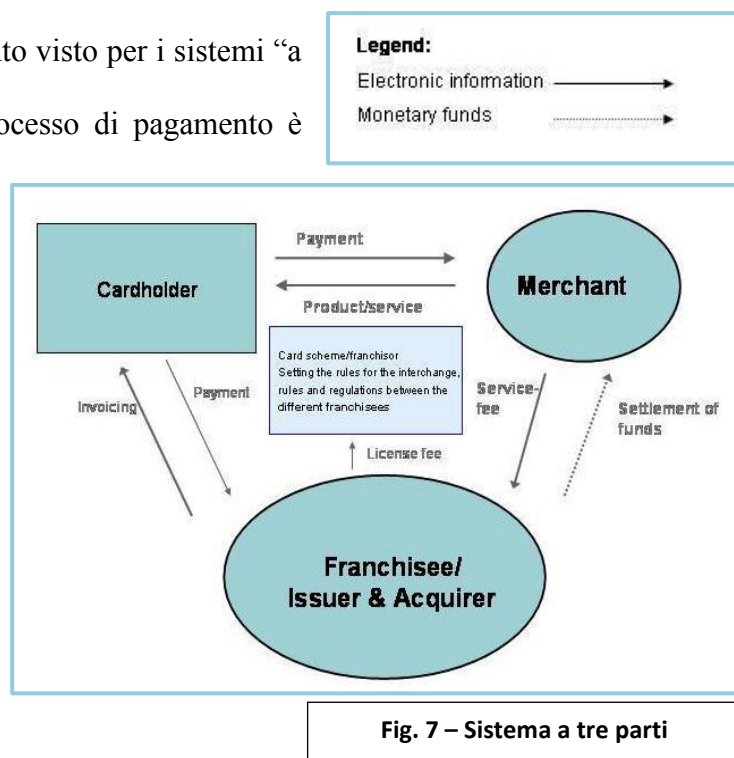 to visto per i sistemi “a
ocesso di pagamento è
Legend:
Electronic information
Monetary funds
Payment
Cardholder
Merchant
Product/service
Card scheme/franchisor
Setting the rules for the interchange,
rules and regulations between the
different franchisees
Invoicing
Payment
Service-
fee
Settlement of
funds
License fee
Franchisee/
Issuer & Acquirer
Fig. 7 – Sistema a tre parti